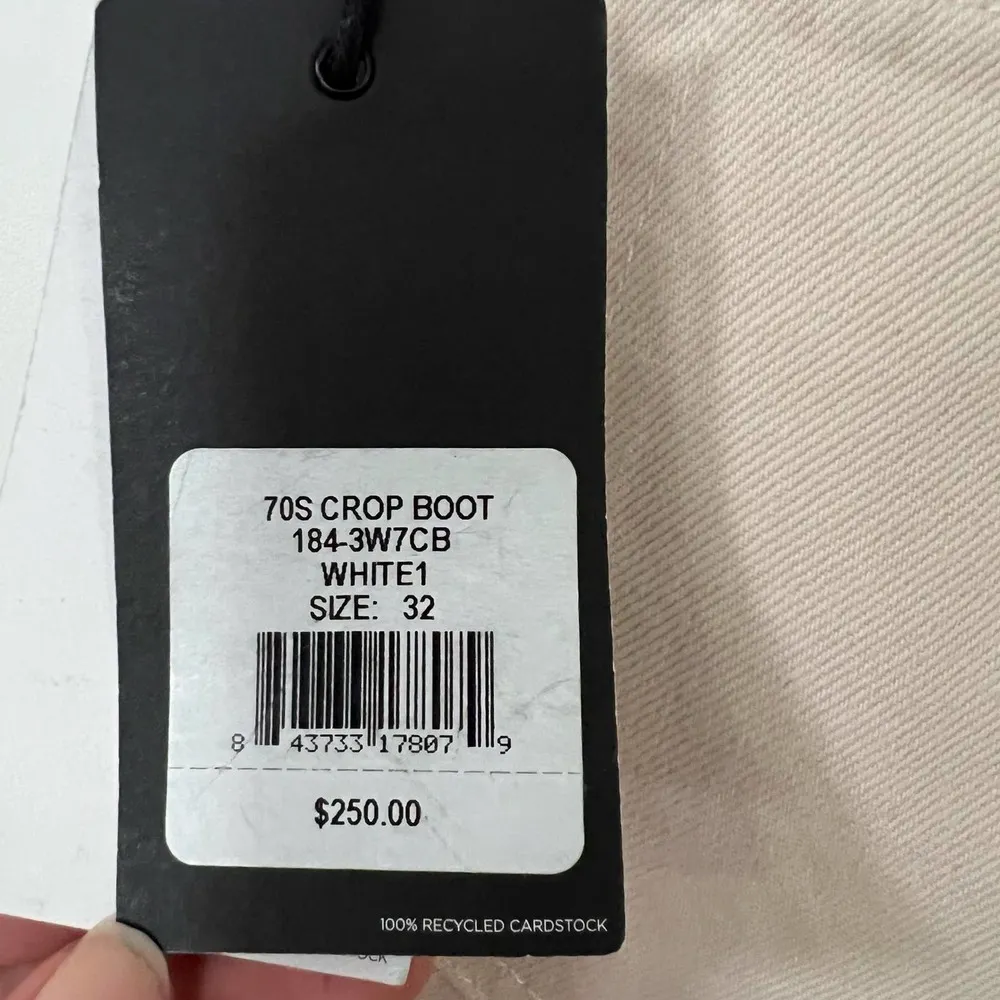 70S CROP BOOT
184-3W7CB
WHITE1
SIZE: 32
8 43733 17807 9
$250.00
100% RECYCLED CARDSTOCK